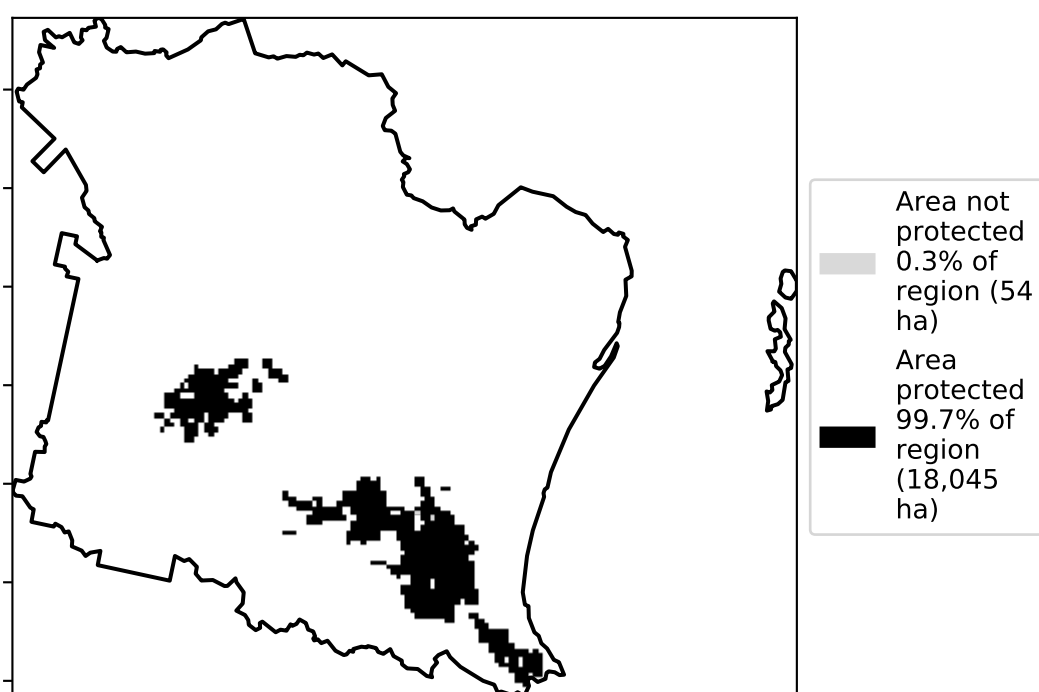 Area not
protected
0.3% of
region (54
ha)
Area
protected
99.7% of
region
(18,045
ha)